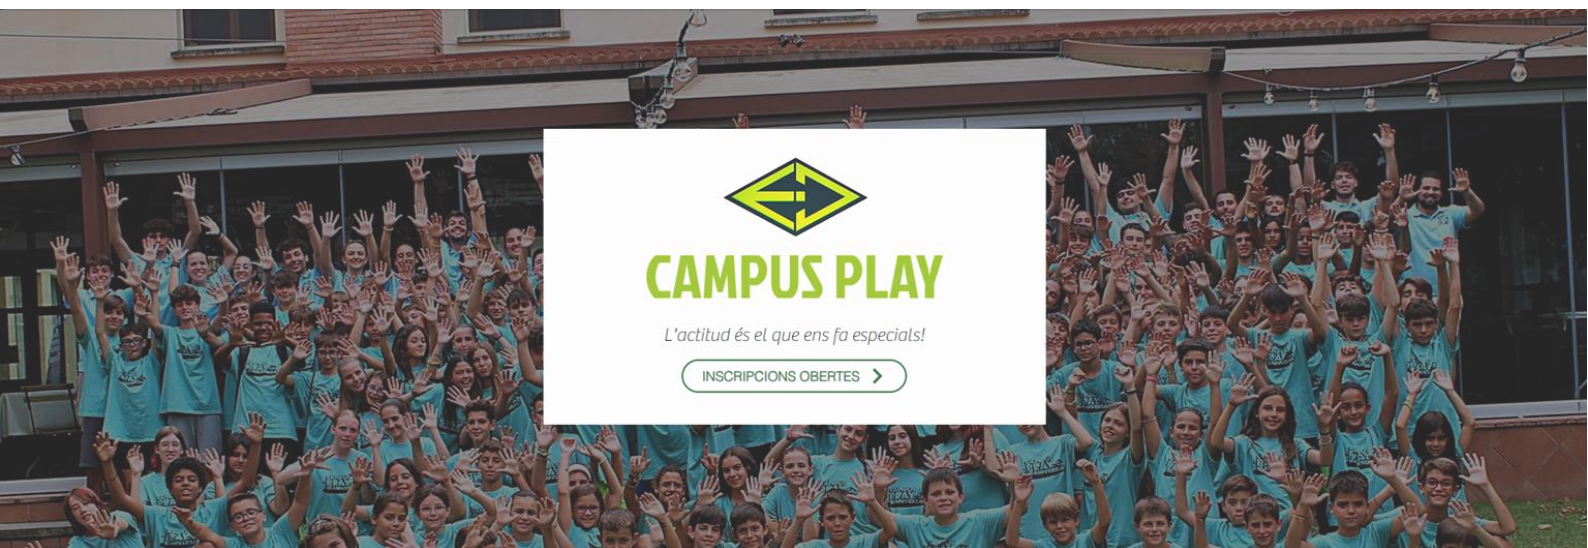 CAMPUS PLAY
L'actitud és el que ens fa especials!
INSCRIPCIONS OBERTES